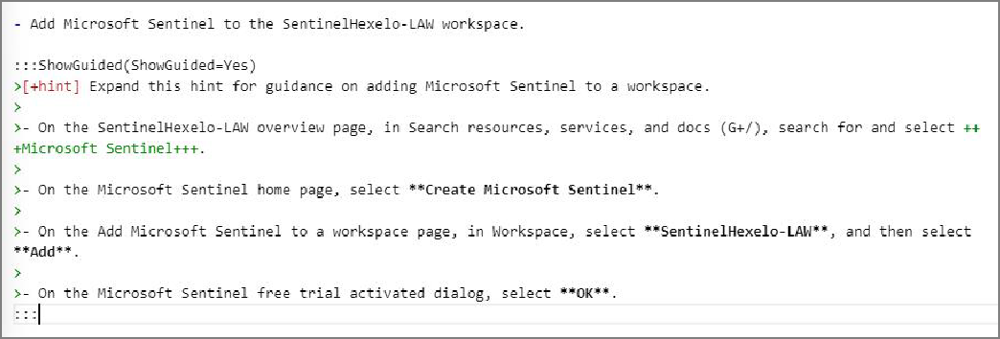 - Add Microsoft Sentinel to the SentinelHexelo-LAW workspace.
:::ShowGuided(ShowGuided=Yes)
>[+hint] Expand this hint for guidance on adding Microsoft Sentinel to a workspace.
>
>- On the SentinelHexelo-LAW overview page, in Search resources, services, and docs (G+/), search for and select ++
+Microsoft Sentinel+++.
>
>- On the Microsoft Sentinel home page, select **Create Microsoft Sentinel**.
>
>- On the Add Microsoft Sentinel to a workspace page, in Workspace, select **SentinelHexelo-LAW**, and then select
**Add**.
>
>- On the Microsoft Sentinel free trial activated dialog, select **OK**.
:::